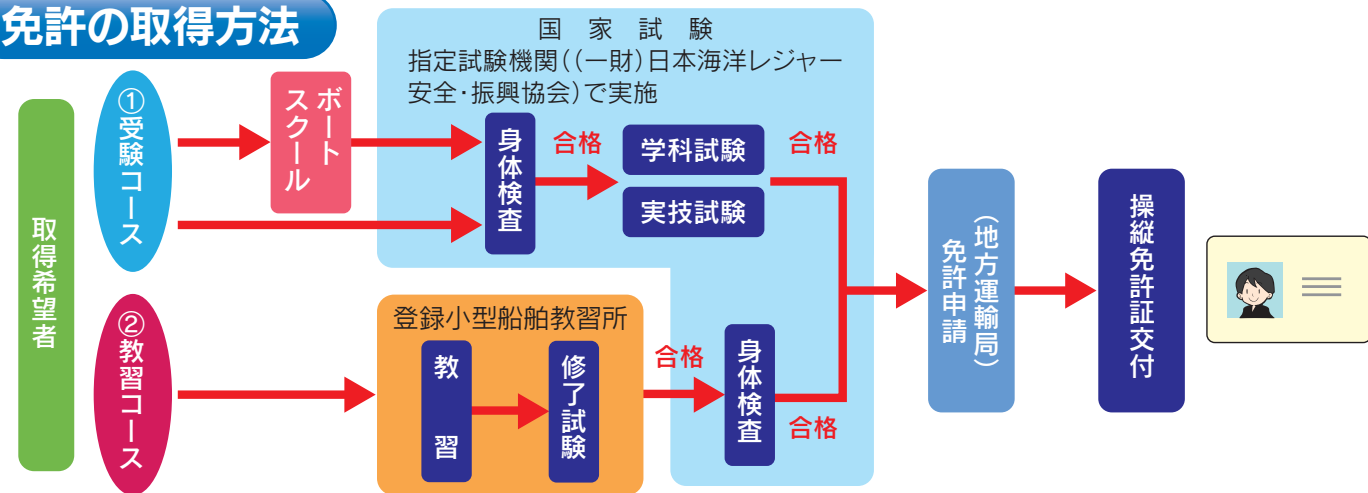 免許の取得方法
国家試験
指定試験機関((一財)日本海洋レジャー
安全・振興協会)で実施
取得希望者
①受験コース
ボート
スクール
身体検査
合格
学科試験
実技試験
合格
②教習コース
登録小型船舶教習所
教習
修了試験
合格
身体検査
合格
免許申請
(地方運輸局)
操縦免許証交付